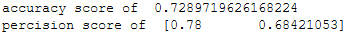 accuracy score of  0.7289719626168224
percision score of  [0.78       0.68421053]